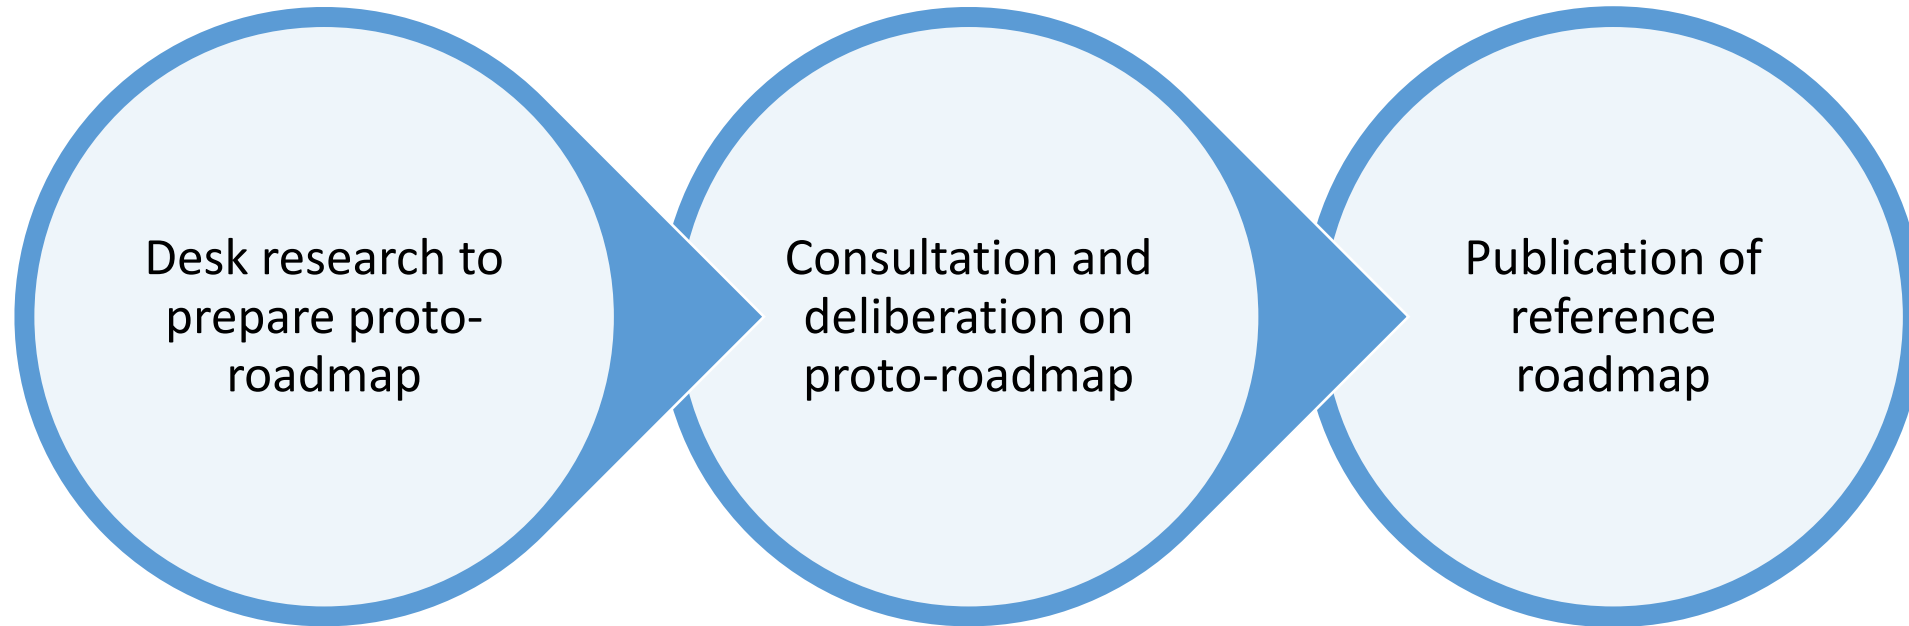 Desk research to
prepare proto-
roadmap
Consultation and
deliberation on
proto-roadmap
Publication of
reference
roadmap